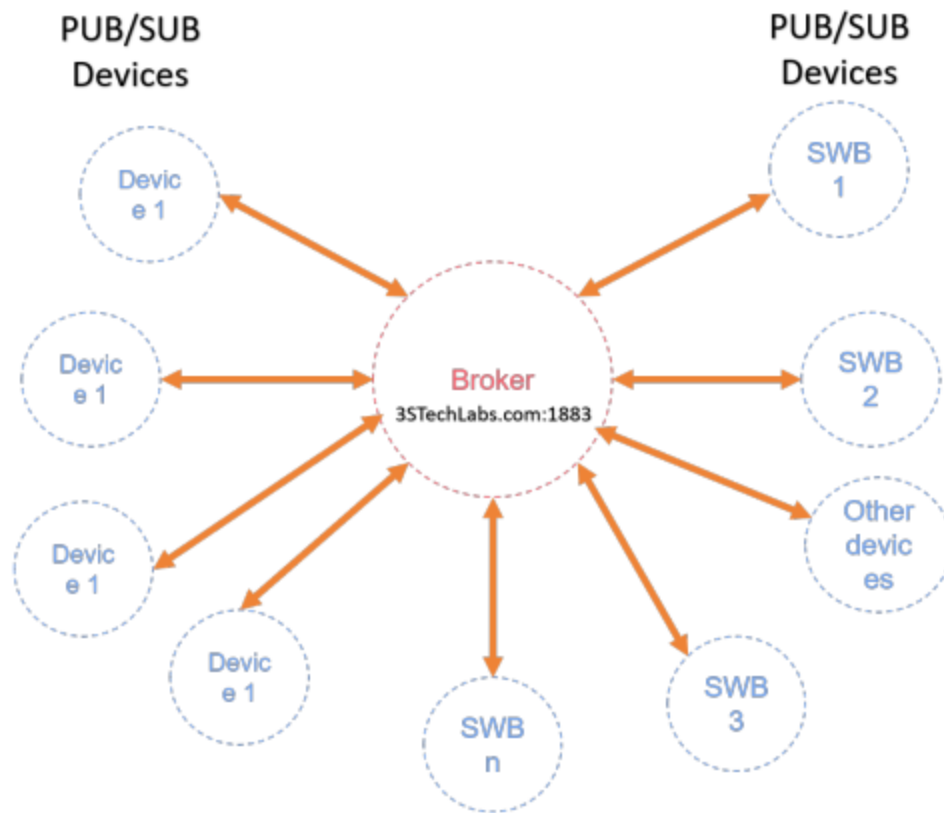 PUB/SUB
Devices
PUB/SUB
Devices
Devic
e 1
SWB
1
Devic
e 1
Broker
3STechLabs.com:1883
SWB
2
Devic
e 1
Other
devic
es
Devic
e 1
SWB
n
SWB
3